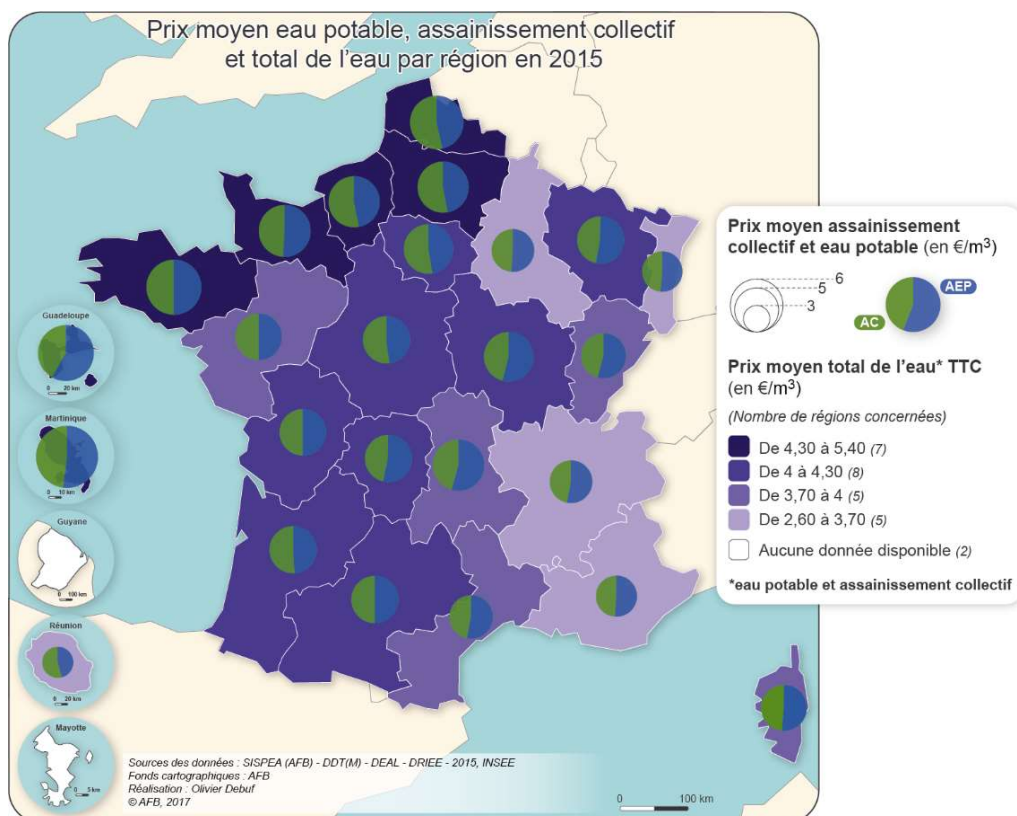 Prix moyen eau potable, assainissement collectif
et total de l'eau par région en 2015
Guadeloupe
0 20 km
Martinique
0 10 km
Guyane
0 100 km
Réunion
0 20 km
Mayotte
0 5 km
Sources des données : SISPEA (AFB) - DDT(M) - DEAL - DRIEE - 2015, INSEE
Fonds cartographiques : AFB
Réalisation : Olivier Debuf
© AFB, 2017
0 100 km
Prix moyen assainissement
collectif et eau potable (en €/m³)
6
5
3
AEP
AC
Prix moyen total de l'eau* TTC
(en €/m³)
(Nombre de régions concernées)
De 4,30 à 5,40 (7)
De 4 à 4,30 (8)
De 3,70 à 4 (5)
De 2,60 à 3,70 (5)
Aucune donnée disponible (2)
*eau potable et assainissement collectif